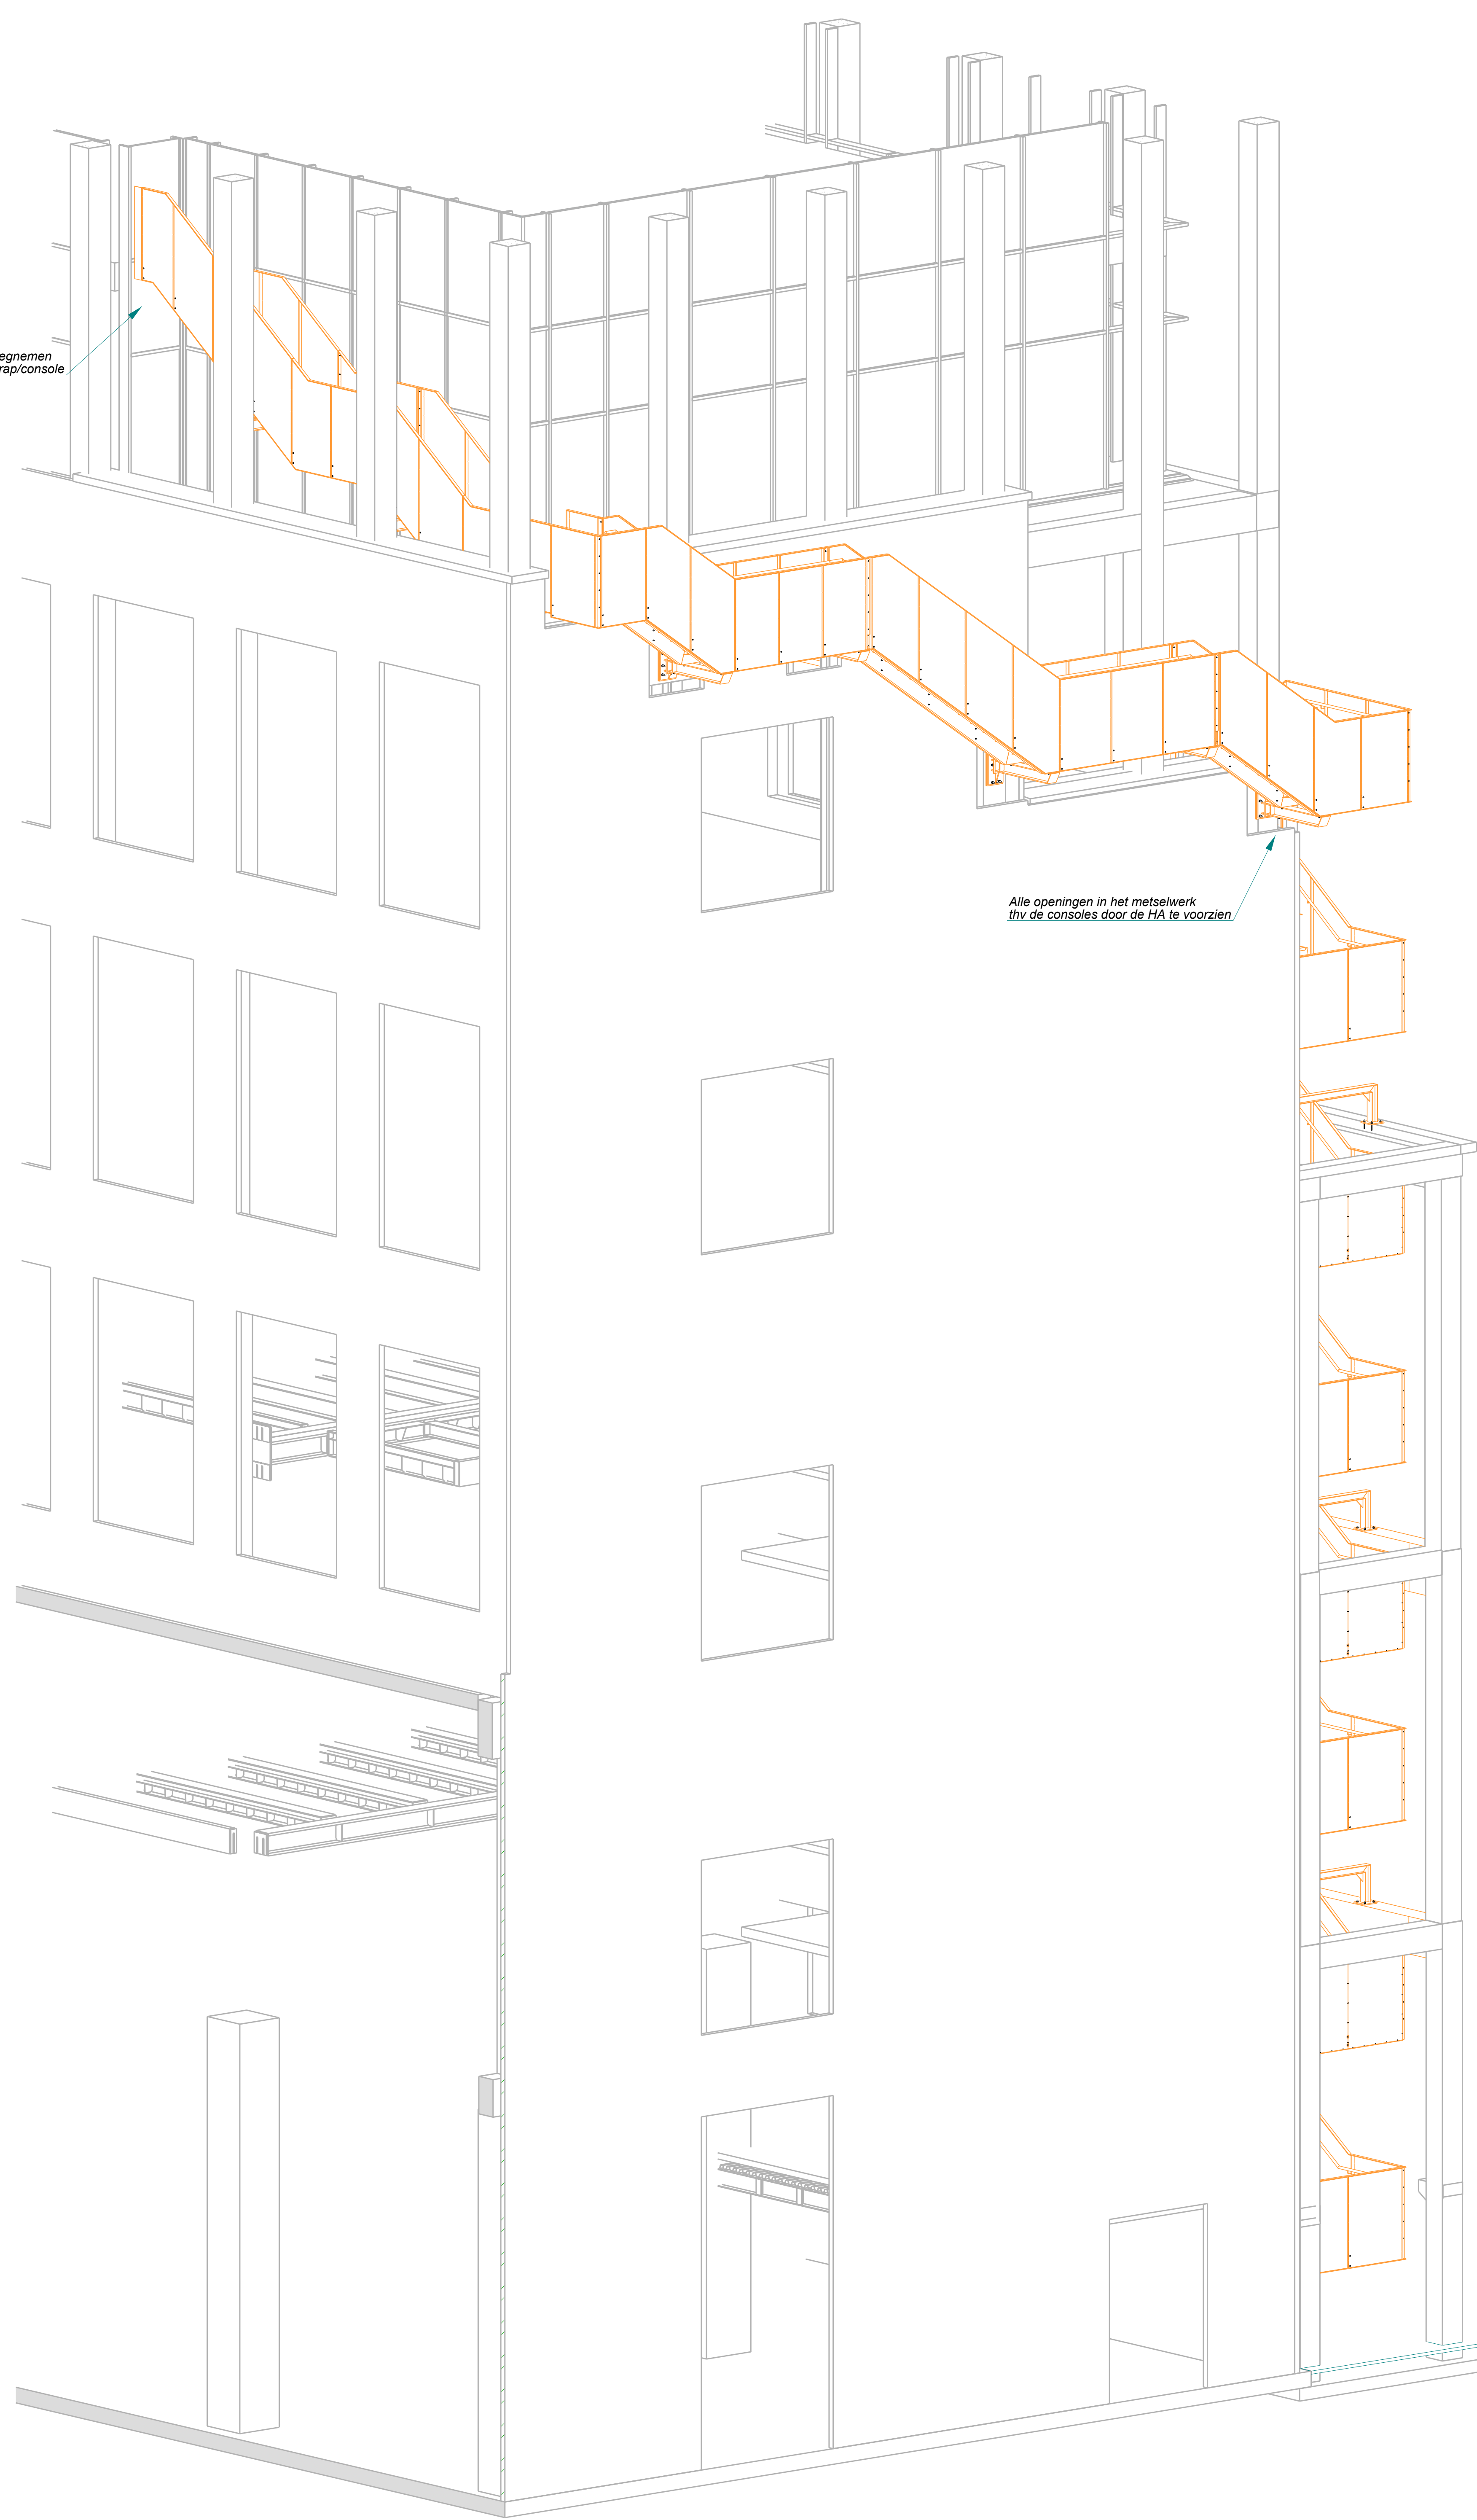 egnemen
rap/console
Alle openingen in het metselwerk
thv de consoles door de HA te voorzien